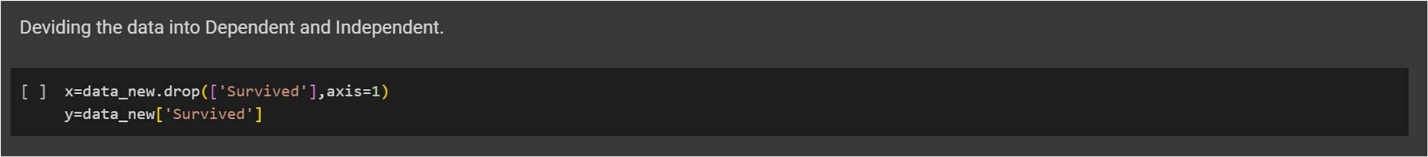 Deviding the data into Dependent and Independent.
[ ] x=data_new.drop(['Survived'],axis=1)
y=data_new['Survived']